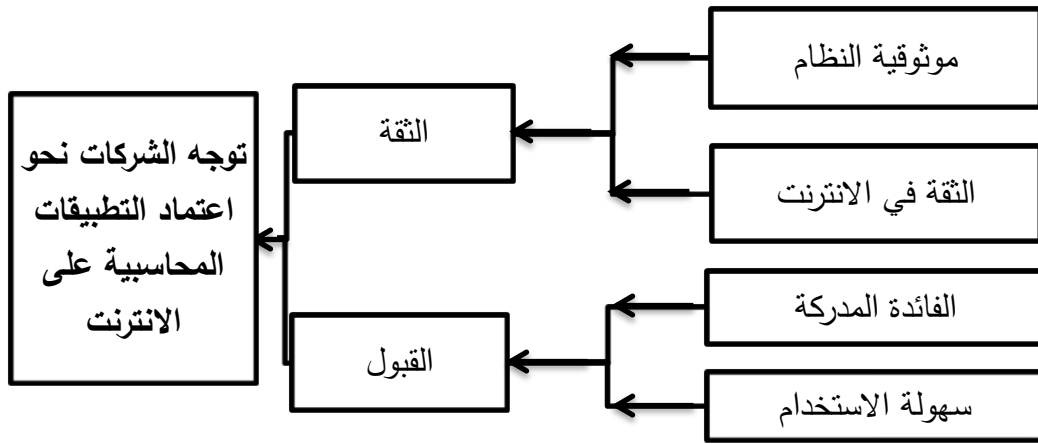 موثوقية النظام
الثقة في الانترنت
الفائدة المدركة
سهولة الاستخدام
الثقة
القبول
توجه الشركات نحو
اعتماد التطبيقات
المحاسبية على
الانترنت